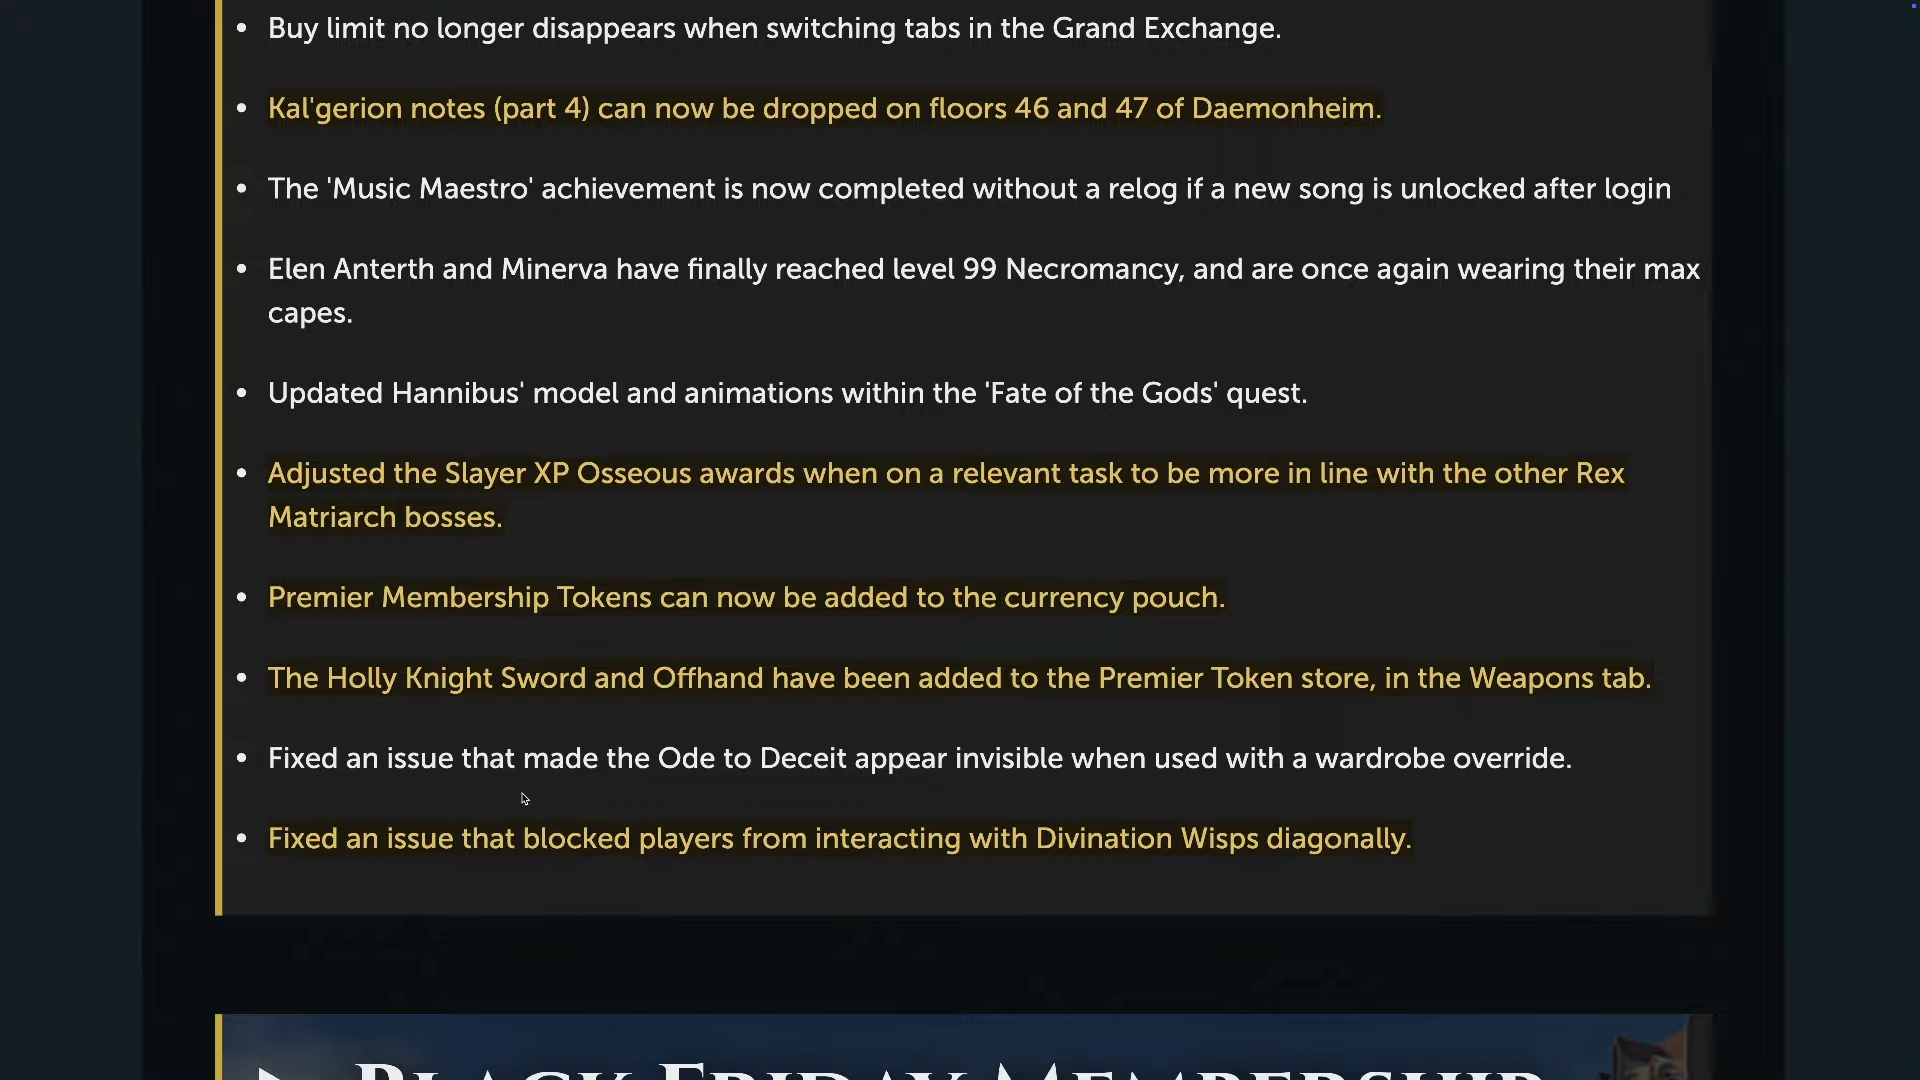 • Buy limit no longer disappears when switching tabs in the Grand Exchange.
• Kal'gerion notes (part 4) can now be dropped on floors 46 and 47 of Daemonheim.
• The 'Music Maestro' achievement is now completed without a relog if a new song is unlocked after login
• Elen Anterth and Minerva have finally reached level 99 Necromancy, and are once again wearing their max
capes.
• Updated Hannibus' model and animations within the 'Fate of the Gods' quest.
• Adjusted the Slayer XP Osseous awards when on a relevant task to be more in line with the other Rex
Matriarch bosses.
• Premier Membership Tokens can now be added to the currency pouch.
• The Holly Knight Sword and Offhand have been added to the Premier Token store, in the Weapons tab.
• Fixed an issue that made the Ode to Deceit appear invisible when used with a wardrobe override.
• Fixed an issue that blocked players from interacting with Divination Wisps diagonally.
BLACK FRIDAY MEMBERSHIP